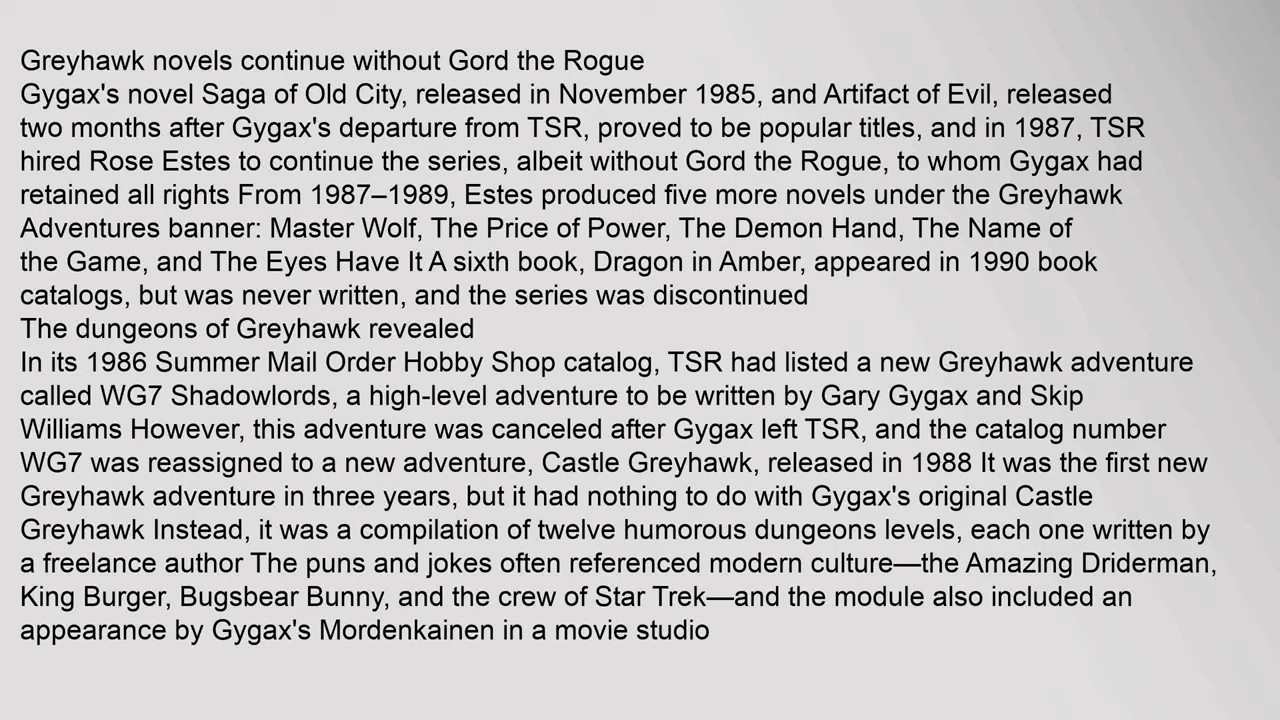 Greyhawk novels continue without Gord the Rogue
Gygax's novel Saga of Old City, released in November 1985, and Artifact of Evil, released
two months after Gygax's departure from TSR, proved to be popular titles, and in 1987, TSR
hired Rose Estes to continue the series, albeit without Gord the Rogue, to whom Gygax had
retained all rights From 1987–1989, Estes produced five more novels under the Greyhawk
Adventures banner: Master Wolf, The Price of Power, The Demon Hand, The Name of
the Game, and The Eyes Have It A sixth book, Dragon in Amber, appeared in 1990 book
catalogs, but was never written, and the series was discontinued
The dungeons of Greyhawk revealed
In its 1986 Summer Mail Order Hobby Shop catalog, TSR had listed a new Greyhawk adventure
called WG7 Shadowlords, a high-level adventure to be written by Gary Gygax and Skip
Williams However, this adventure was canceled after Gygax left TSR, and the catalog number
WG7 was reassigned to a new adventure, Castle Greyhawk, released in 1988 It was the first new
Greyhawk adventure in three years, but it had nothing to do with Gygax's original Castle
Greyhawk Instead, it was a compilation of twelve humorous dungeons levels, each one written by
a freelance author The puns and jokes often referenced modern culture—the Amazing Driderman,
King Burger, Bugsbear Bunny, and the crew of Star Trek—and the module also included an
appearance by Gygax's Mordenkainen in a movie studio